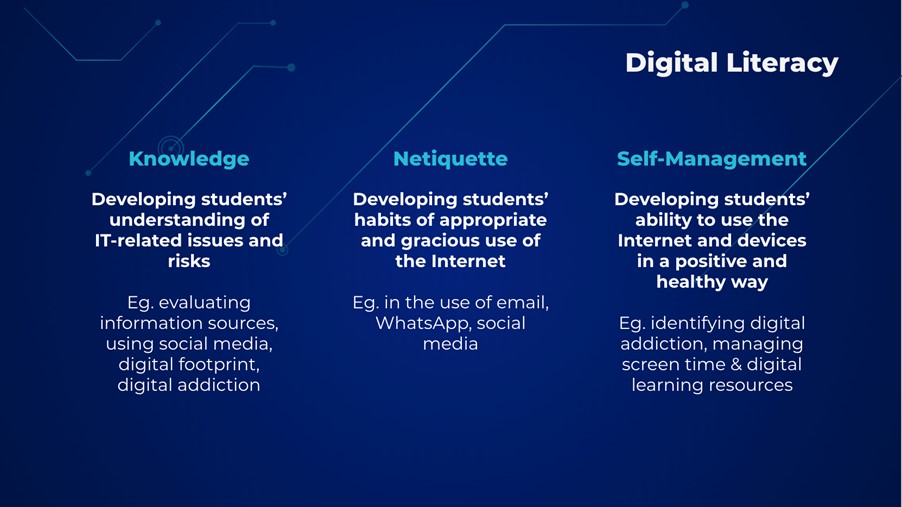 Digital Literacy
Knowledge
Developing students’
understanding of
IT-related issues and
risks
Eg. evaluating
information sources,
using social media,
digital footprint,
digital addiction
Netiquette
Developing students’
habits of appropriate
and gracious use of
the Internet
Eg. in the use of email,
WhatsApp, social
media
Self-Management
Developing students’
ability to use the
Internet and devices
in a positive and
healthy way
Eg. identifying digital
addiction, managing
screen time & digital
learning resources